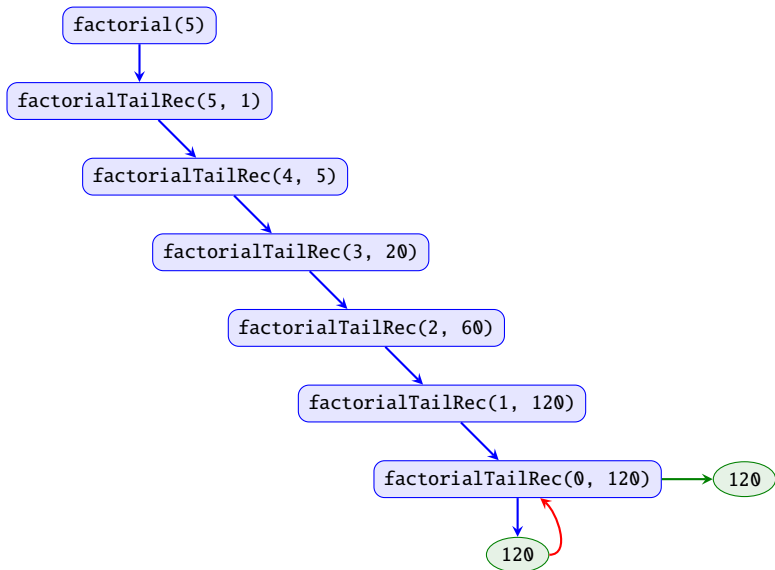 factorial(5)
factorialTailRec(5, 1)
factorialTailRec(4, 5)
factorialTailRec(3, 20)
factorialTailRec(2, 60)
factorialTailRec(1, 120)
factorialTailRec(0, 120)
120
120